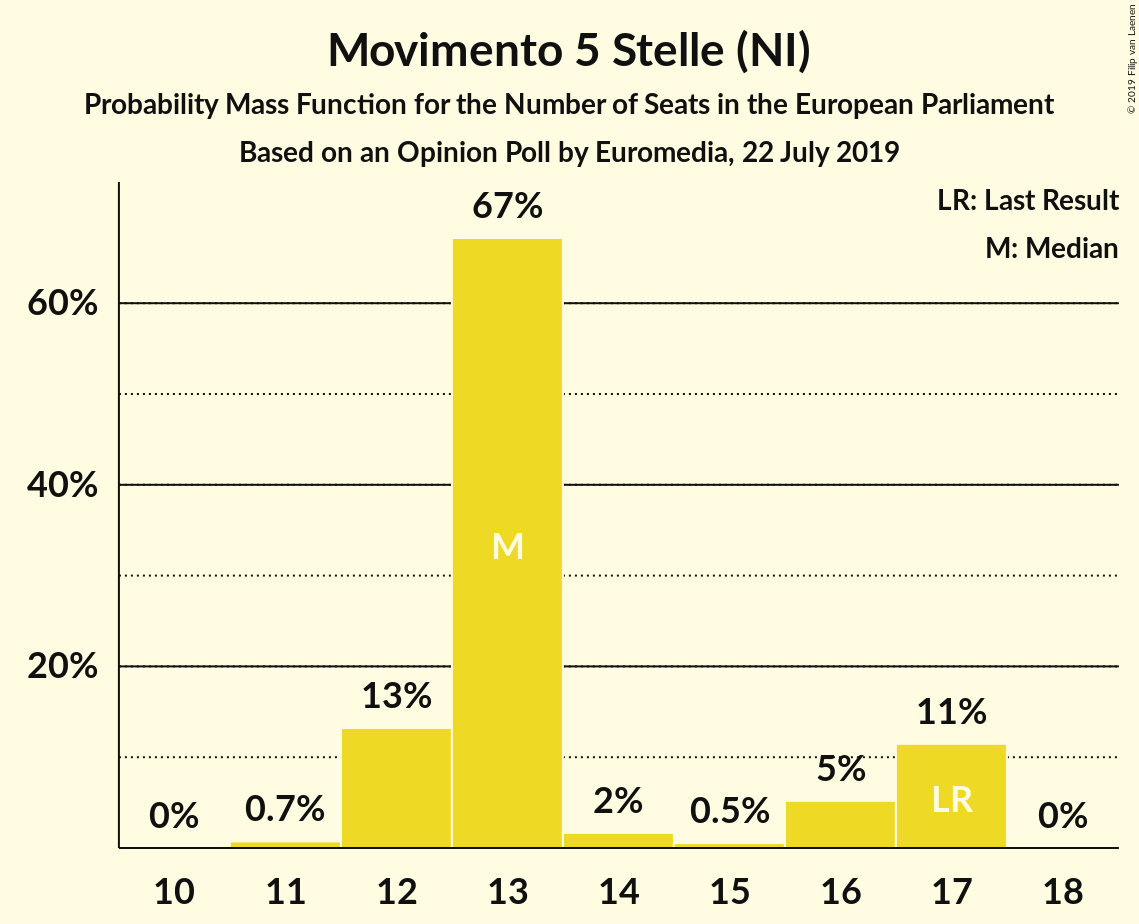 Movimento 5 Stelle (NI)
Probability Mass Function for the Number of Seats in the European Parliament
Based on an Opinion Poll by Euromedia, 22 July 2019
© 2019 Filip van Laenen
LR: Last Result
M: Median
60%
40%
20%
0%
0.7%
13%
67%
M
2%
0.5%
5%
11%
LR
0%
10 11 12 13 14 15 16 17 18